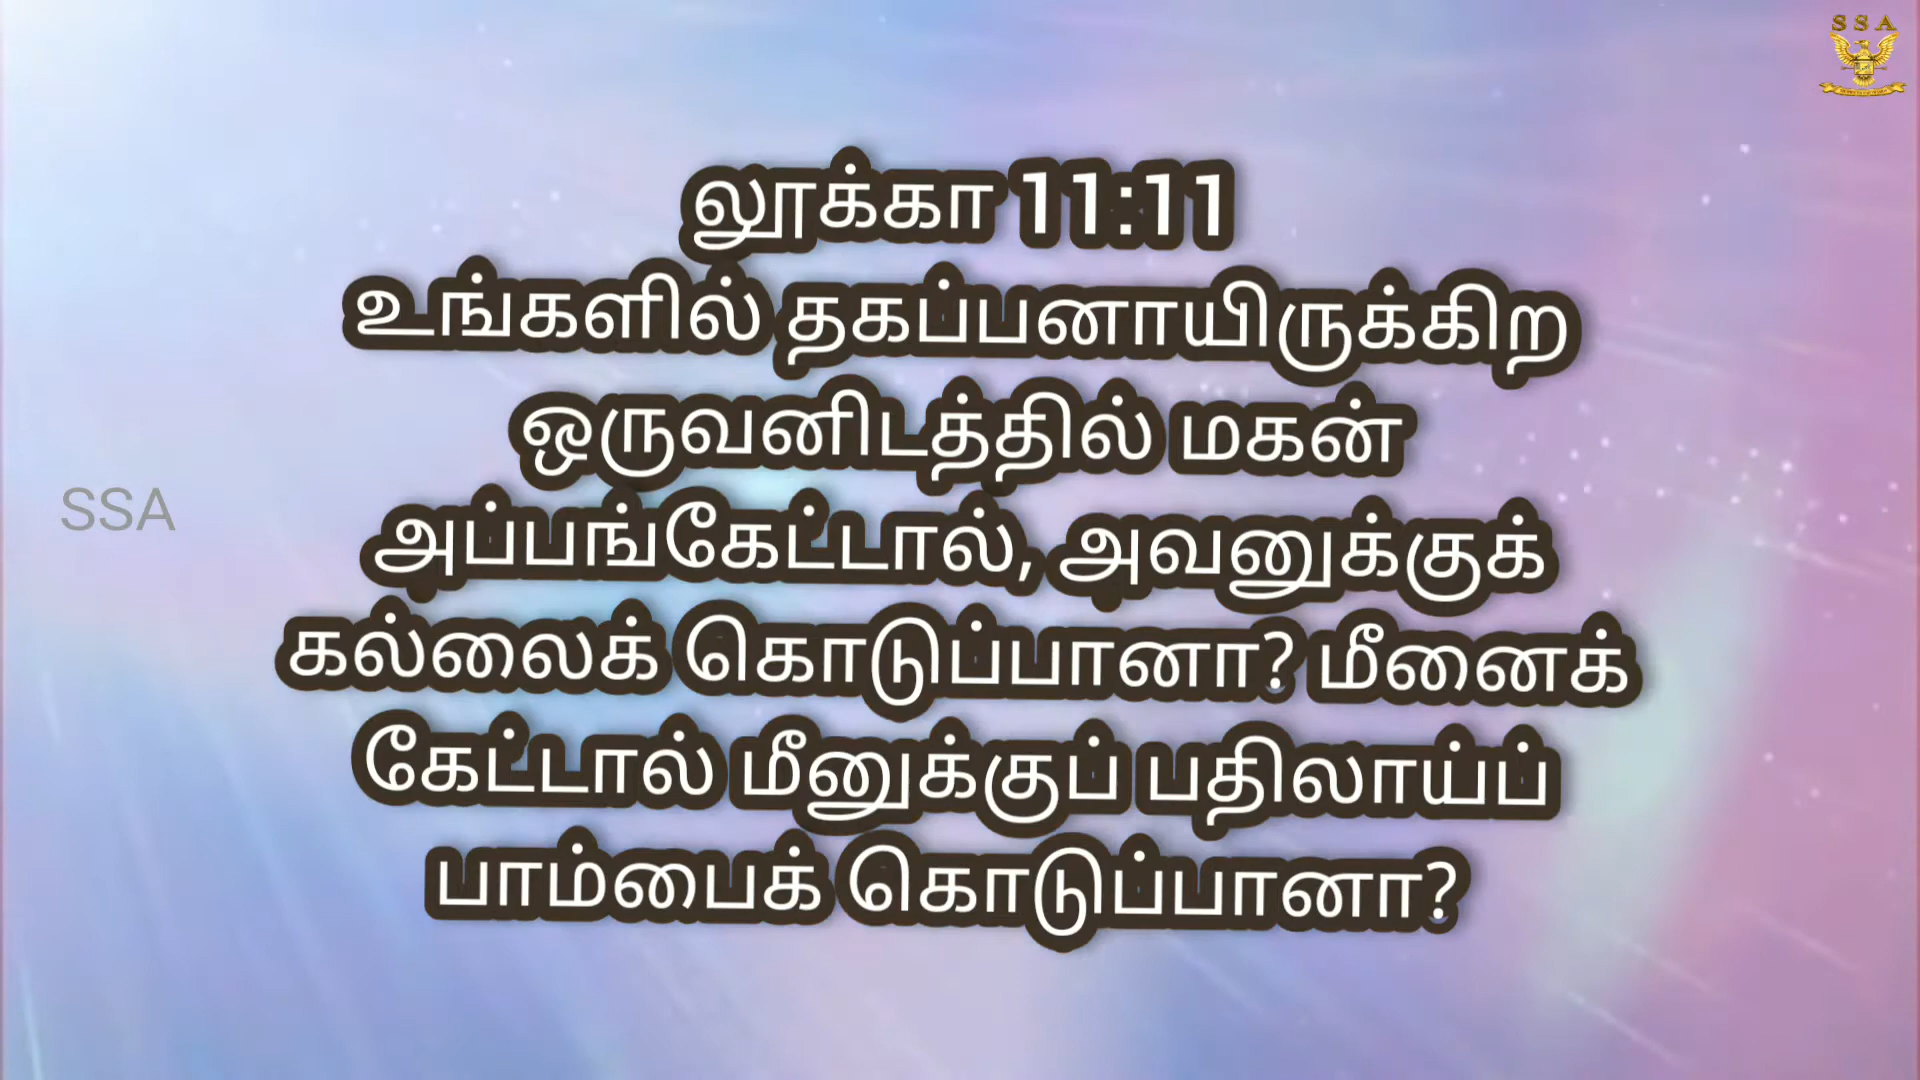 SSA
லூக்கா 11:11
உங்களில் தகப்பனாயிருக்கிற
ஒருவனிடத்தில் மகன்
அப்பங்கேட்டால், அவனுக்குக்
கல்லைக் கொடுப்பானா? மீனைக்
கேட்டால் மீனுக்குப் பதிலாய்ப்
பாம்பைக் கொடுப்பானா?
SSA